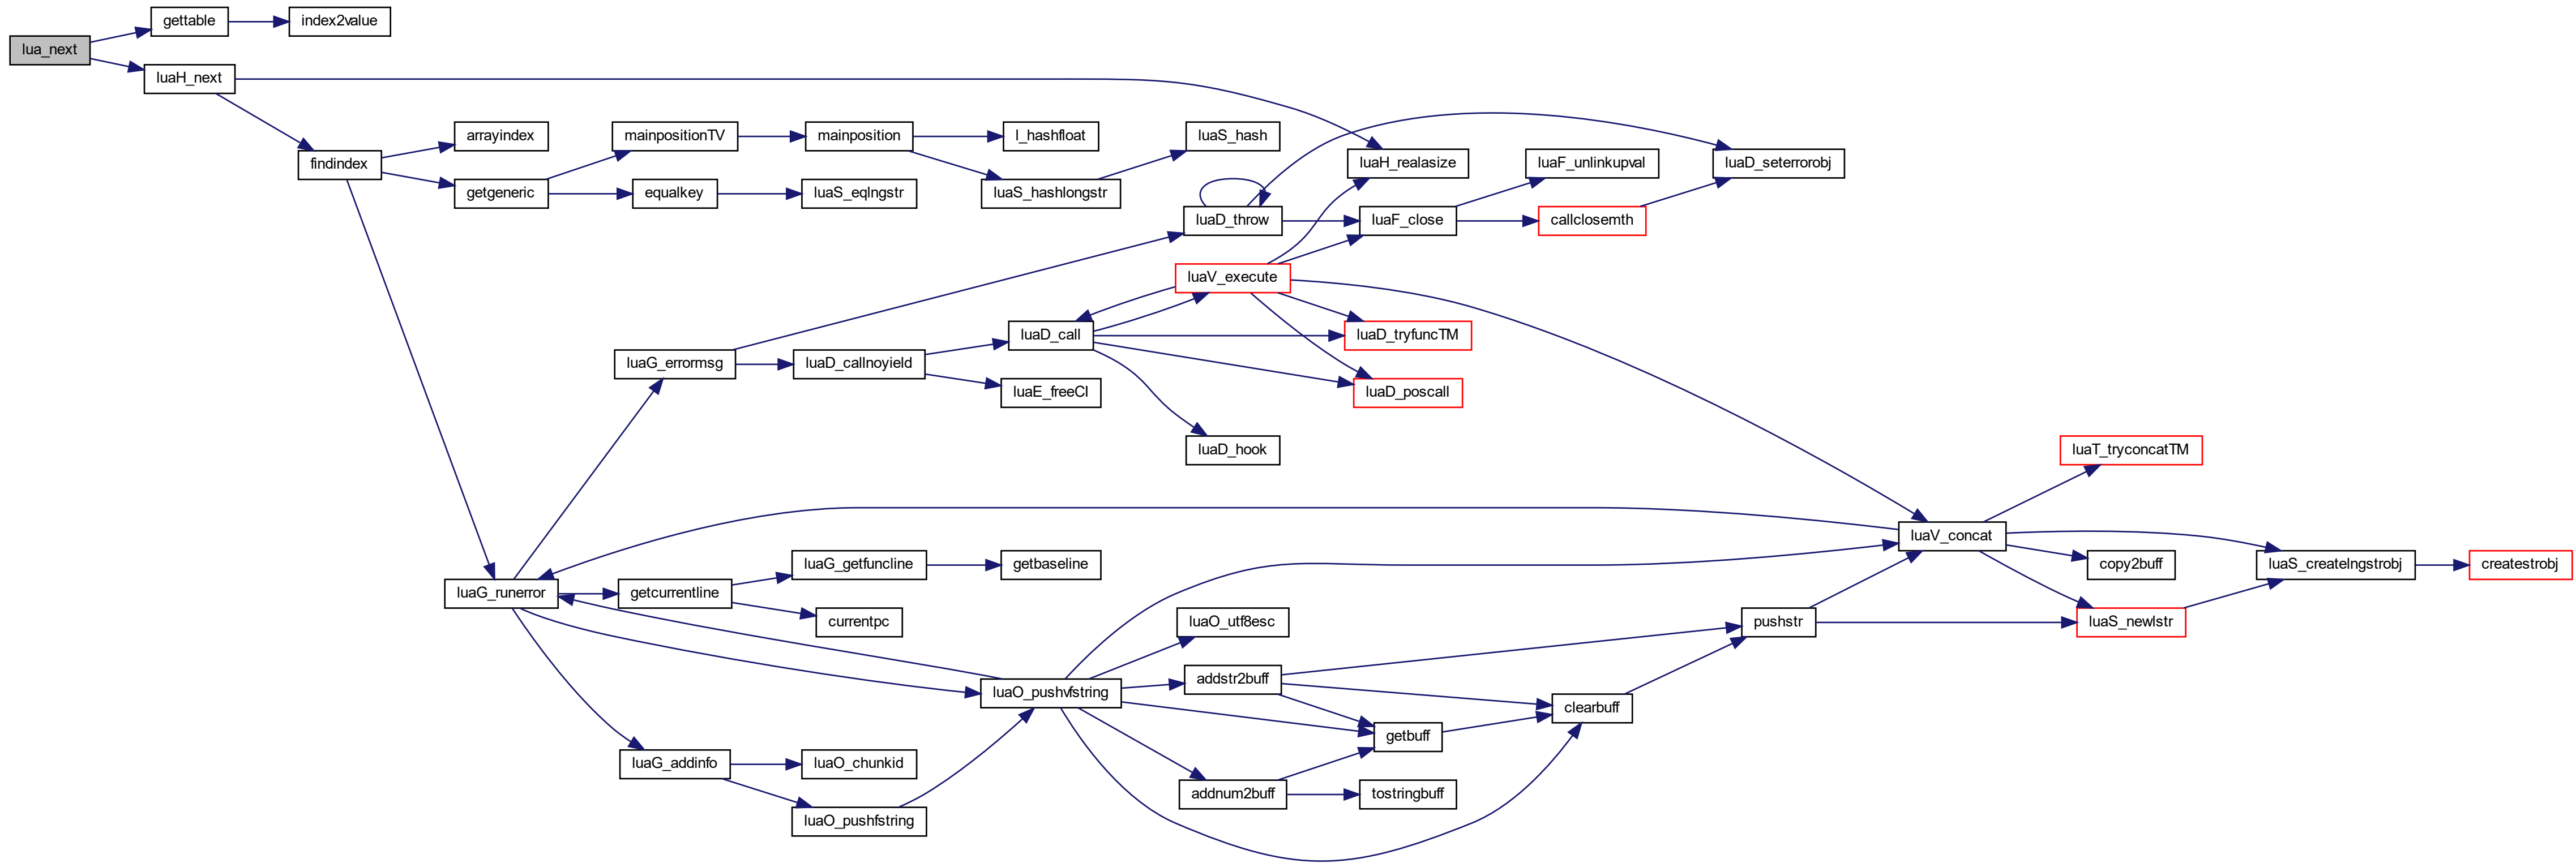 lua_next
gettable
index2value
luaH_next
findindex
arrayindex
getgeneric
mainpositionTV
mainposition
l_hashfloat
luaS_hash
luaS_hashlongstr
equalkey
luaS_eqlngstr
luaH_realasize
luaF_unlinkupval
luaD_seterrorobj
luaD_throw
luaF_close
callclosemth
luaV_execute
luaD_call
luaD_tryfuncTM
luaG_errormsg
luaD_callnoyield
luaE_freeCI
luaD_poscall
luaD_hook
luaT_tryconcatTM
luaV_concat
copy2buff
luaS_createlngstrobj
createstrobj
luaG_getfuncline
getbaseline
luaG_runerror
getcurrentline
currentpc
luaO_utf8esc
pushstr
luaS_newlstr
luaO_pushvfstring
addstr2buff
clearbuff
getbuff
luaG_addinfo
luaO_chunkid
addnum2buff
tostringbuff
luaO_pushfstring